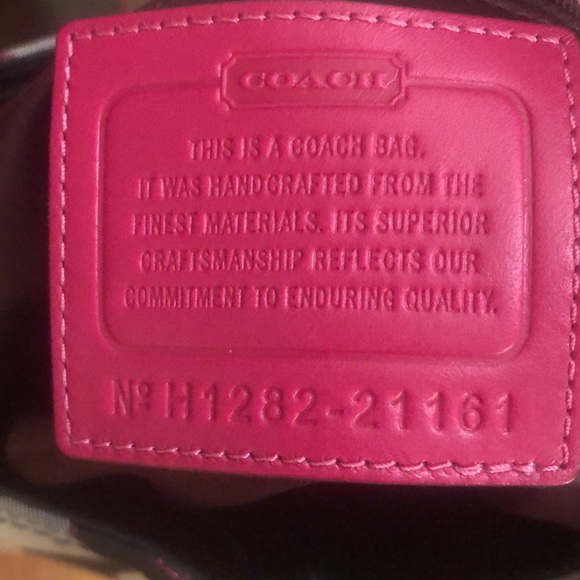 COACH
THIS IS A COACH BAG.
IT WAS HANDCRAFTED FROM THE
FINEST MATERIALS. ITS SUPERIOR
CRAFTSMANSHIP REFLECTS OUR
COMMITMENT TO ENDURING QUALITY.
Nº H1282-21161